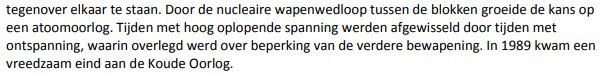 tegenover elkaar te staan. Door de nucleaire wapenwedloop tussen de blokken groeide de kans op
een atoomoorlog. Tijden met hoog oplopende spanning werden afgewisseld door tijden met
ontspanning, waarin overlegd werd over beperking van de verdere bewapening. In 1989 kwam een
vreedzaam eind aan de Koude Oorlog.